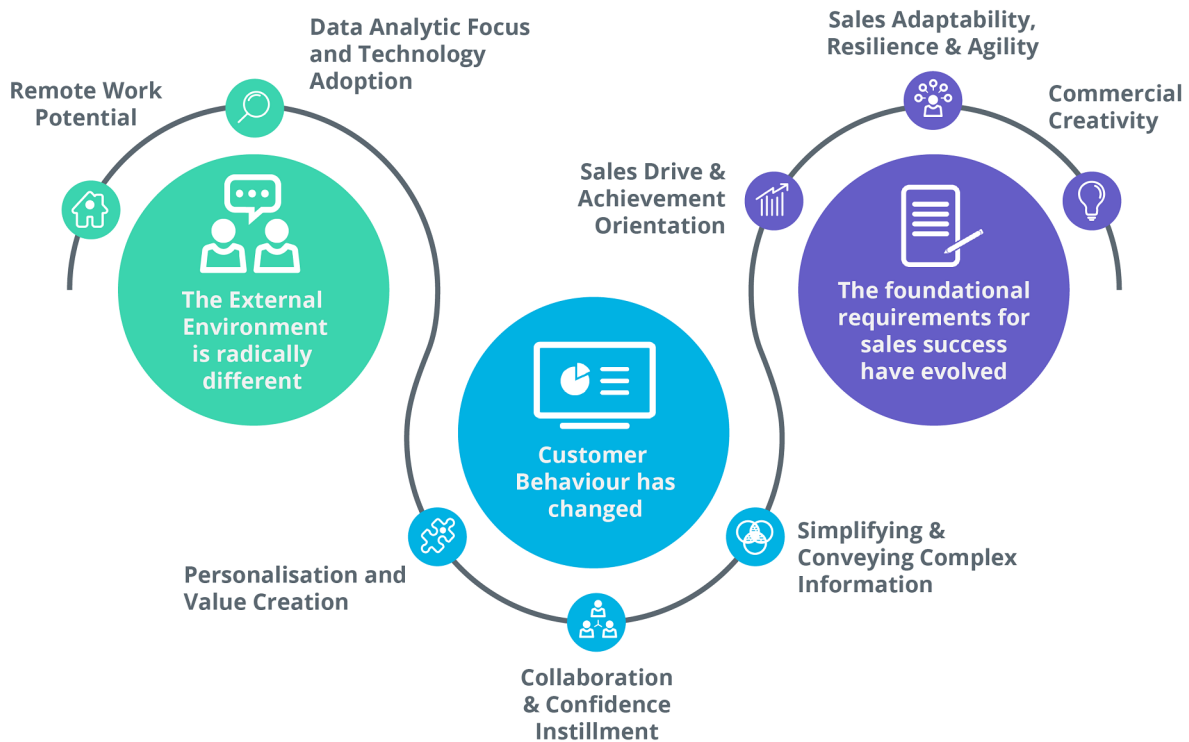 Remote Work
Potential
Data Analytic Focus
and Technology
Adoption
The External
Environment
is radically
different
Personalisation and
Value Creation
Customer
Behaviour has
changed
Collaboration
& Confidence
Instillment
Simplifying &
Conveying Complex
Information
Sales Drive &
Achievement
Orientation
Sales Adaptability,
Resilience & Agility
Commercial
Creativity
The foundational
requirements for
sales success
have evolved